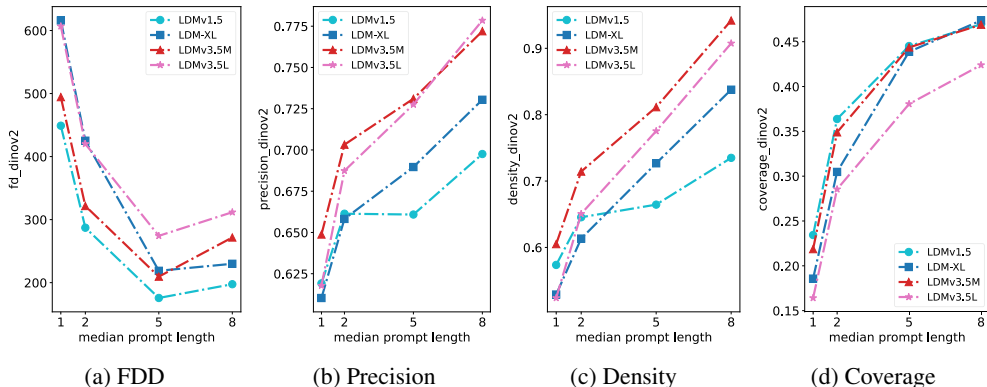 600
500
400
300
200
fd_dinov2
1 2 5 8
median prompt length
LDMv1.5
LDM-XL
LDMv3.5M
LDMv3.5L
(a) FDD
0.775
0.750
0.725
0.700
0.675
0.650
0.625
precision_dinov2
1 2 5 8
median prompt length
LDMv1.5
LDM-XL
LDMv3.5M
LDMv3.5L
(b) Precision
0.9
0.8
0.7
0.6
density_dinov2
1 2 5 8
median prompt length
LDMv1.5
LDM-XL
LDMv3.5M
LDMv3.5L
(c) Density
0.45
0.40
0.35
0.30
0.25
0.20
0.15
coverage_dinov2
1 2 5 8
median prompt length
LDMv1.5
LDM-XL
LDMv3.5M
LDMv3.5L
(d) Coverage